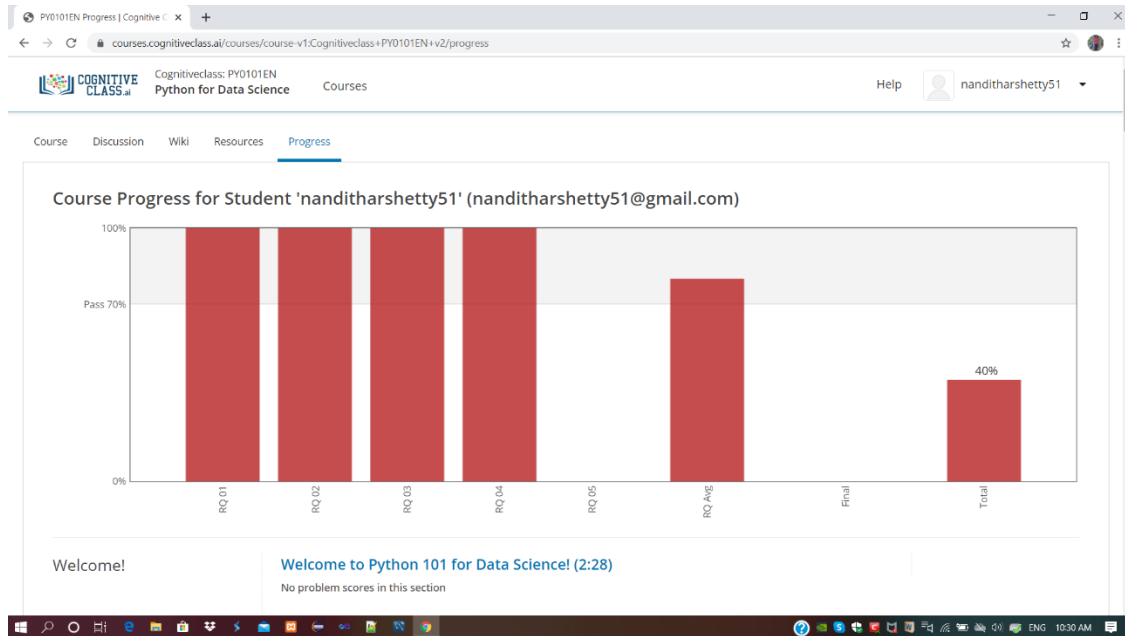 PY0101EN Progress | Cognitive C
courses.cognitiveclass.ai/courses/course-v1:Cognitiveclass+PY0101EN+v2/progress
COGNITIVE
CLASS.ai
Cognitiveclass: PY0101EN
Python for Data Science
Courses
Help
nanditharshetty51
Course Discussion Wiki Resources Progress
Course Progress for Student 'nanditharshetty51' (nanditharshetty51@gmail.com)
100%
Pass 70%
40%
0%
RQ 01
RQ 02
RQ 03
RQ 04
RQ 05
RQ Avg
Final
Total
Welcome!
Welcome to Python 101 for Data Science! (2:28)
No problem scores in this section
ENG 10:30 AM